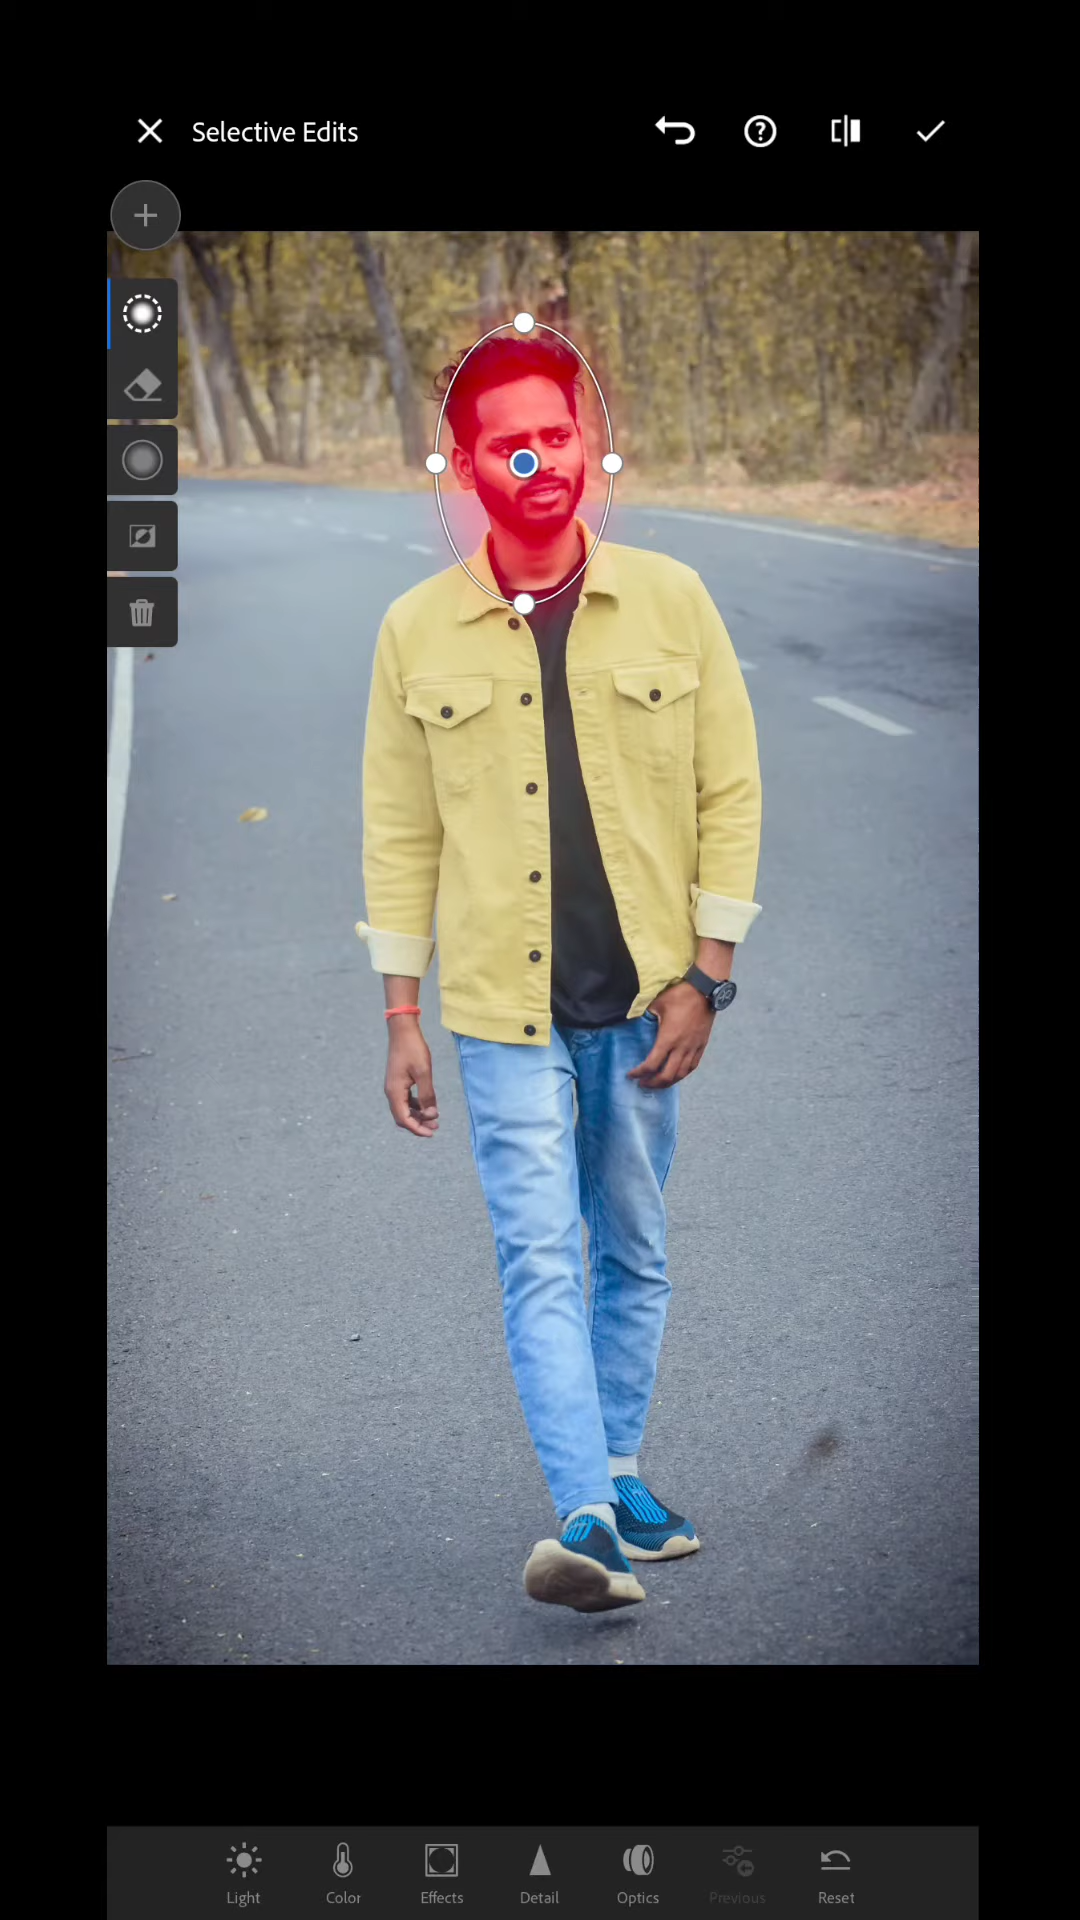 Selective Edits
Light
Color
Effects
Detail
Optics
Previous
Reset